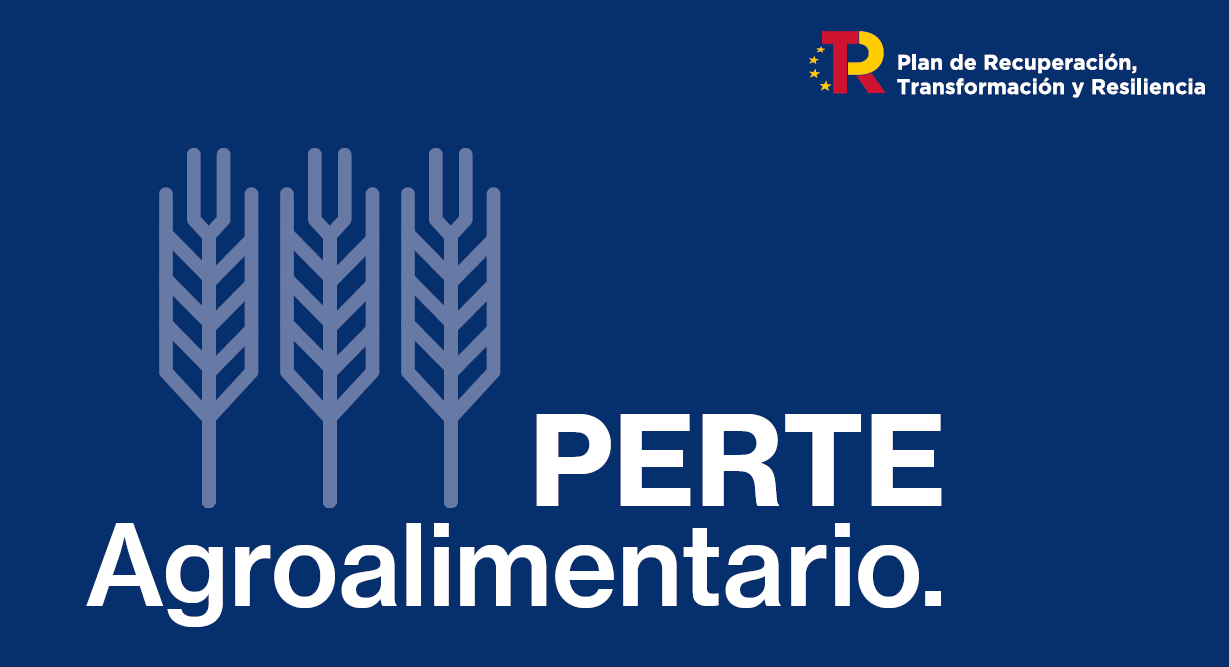 Plan de Recuperación,
Transformación y Resiliencia
PERTE
Agroalimentario.